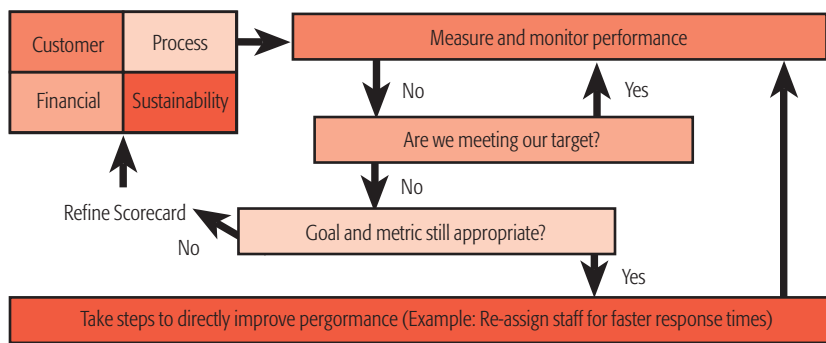 Customer
Process
Financial
Sustainability
Measure and monitor performance
No
Yes
Are we meeting our target?
No
Refine Scorecard
No
Goal and metric still appropriate?
Yes
Take steps to directly improve pergormance (Example: Re-assign staff for faster response times)